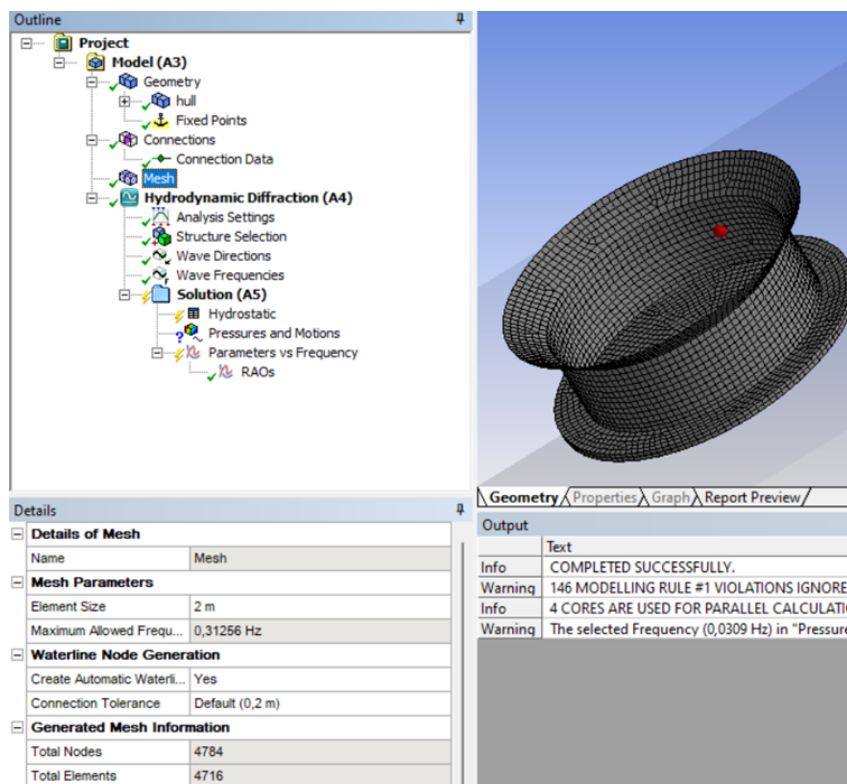 Outline
Project
Model (A3)
Geometry
hull
Fixed Points
Connections
Connection Data
Mesh
Hydrodynamic Diffraction (A4)
Analysis Settings
Structure Selection
Wave Directions
Wave Frequencies
Solution (A5)
Hydrostatic
Pressures and Motions
Parameters vs Frequency
RAOs
Details
Details of Mesh
Name Mesh
Mesh Parameters
Element Size 2 m
Maximum Allowed Frequ... 0,31256 Hz
Waterline Node Generation
Create Automatic Waterli... Yes
Connection Tolerance Default (0,2 m)
Generated Mesh Information
Total Nodes 4784
Total Elements 4716
Geometry Properties Graph Report Preview
Output
Text
Info COMPLETED SUCCESSFULLY.
Warning 146 MODELLING RULE #1 VIOLATIONS IGNORE
Info 4 CORES ARE USED FOR PARALLEL CALCULATI
Warning The selected Frequency (0,0309 Hz) in "Pressure